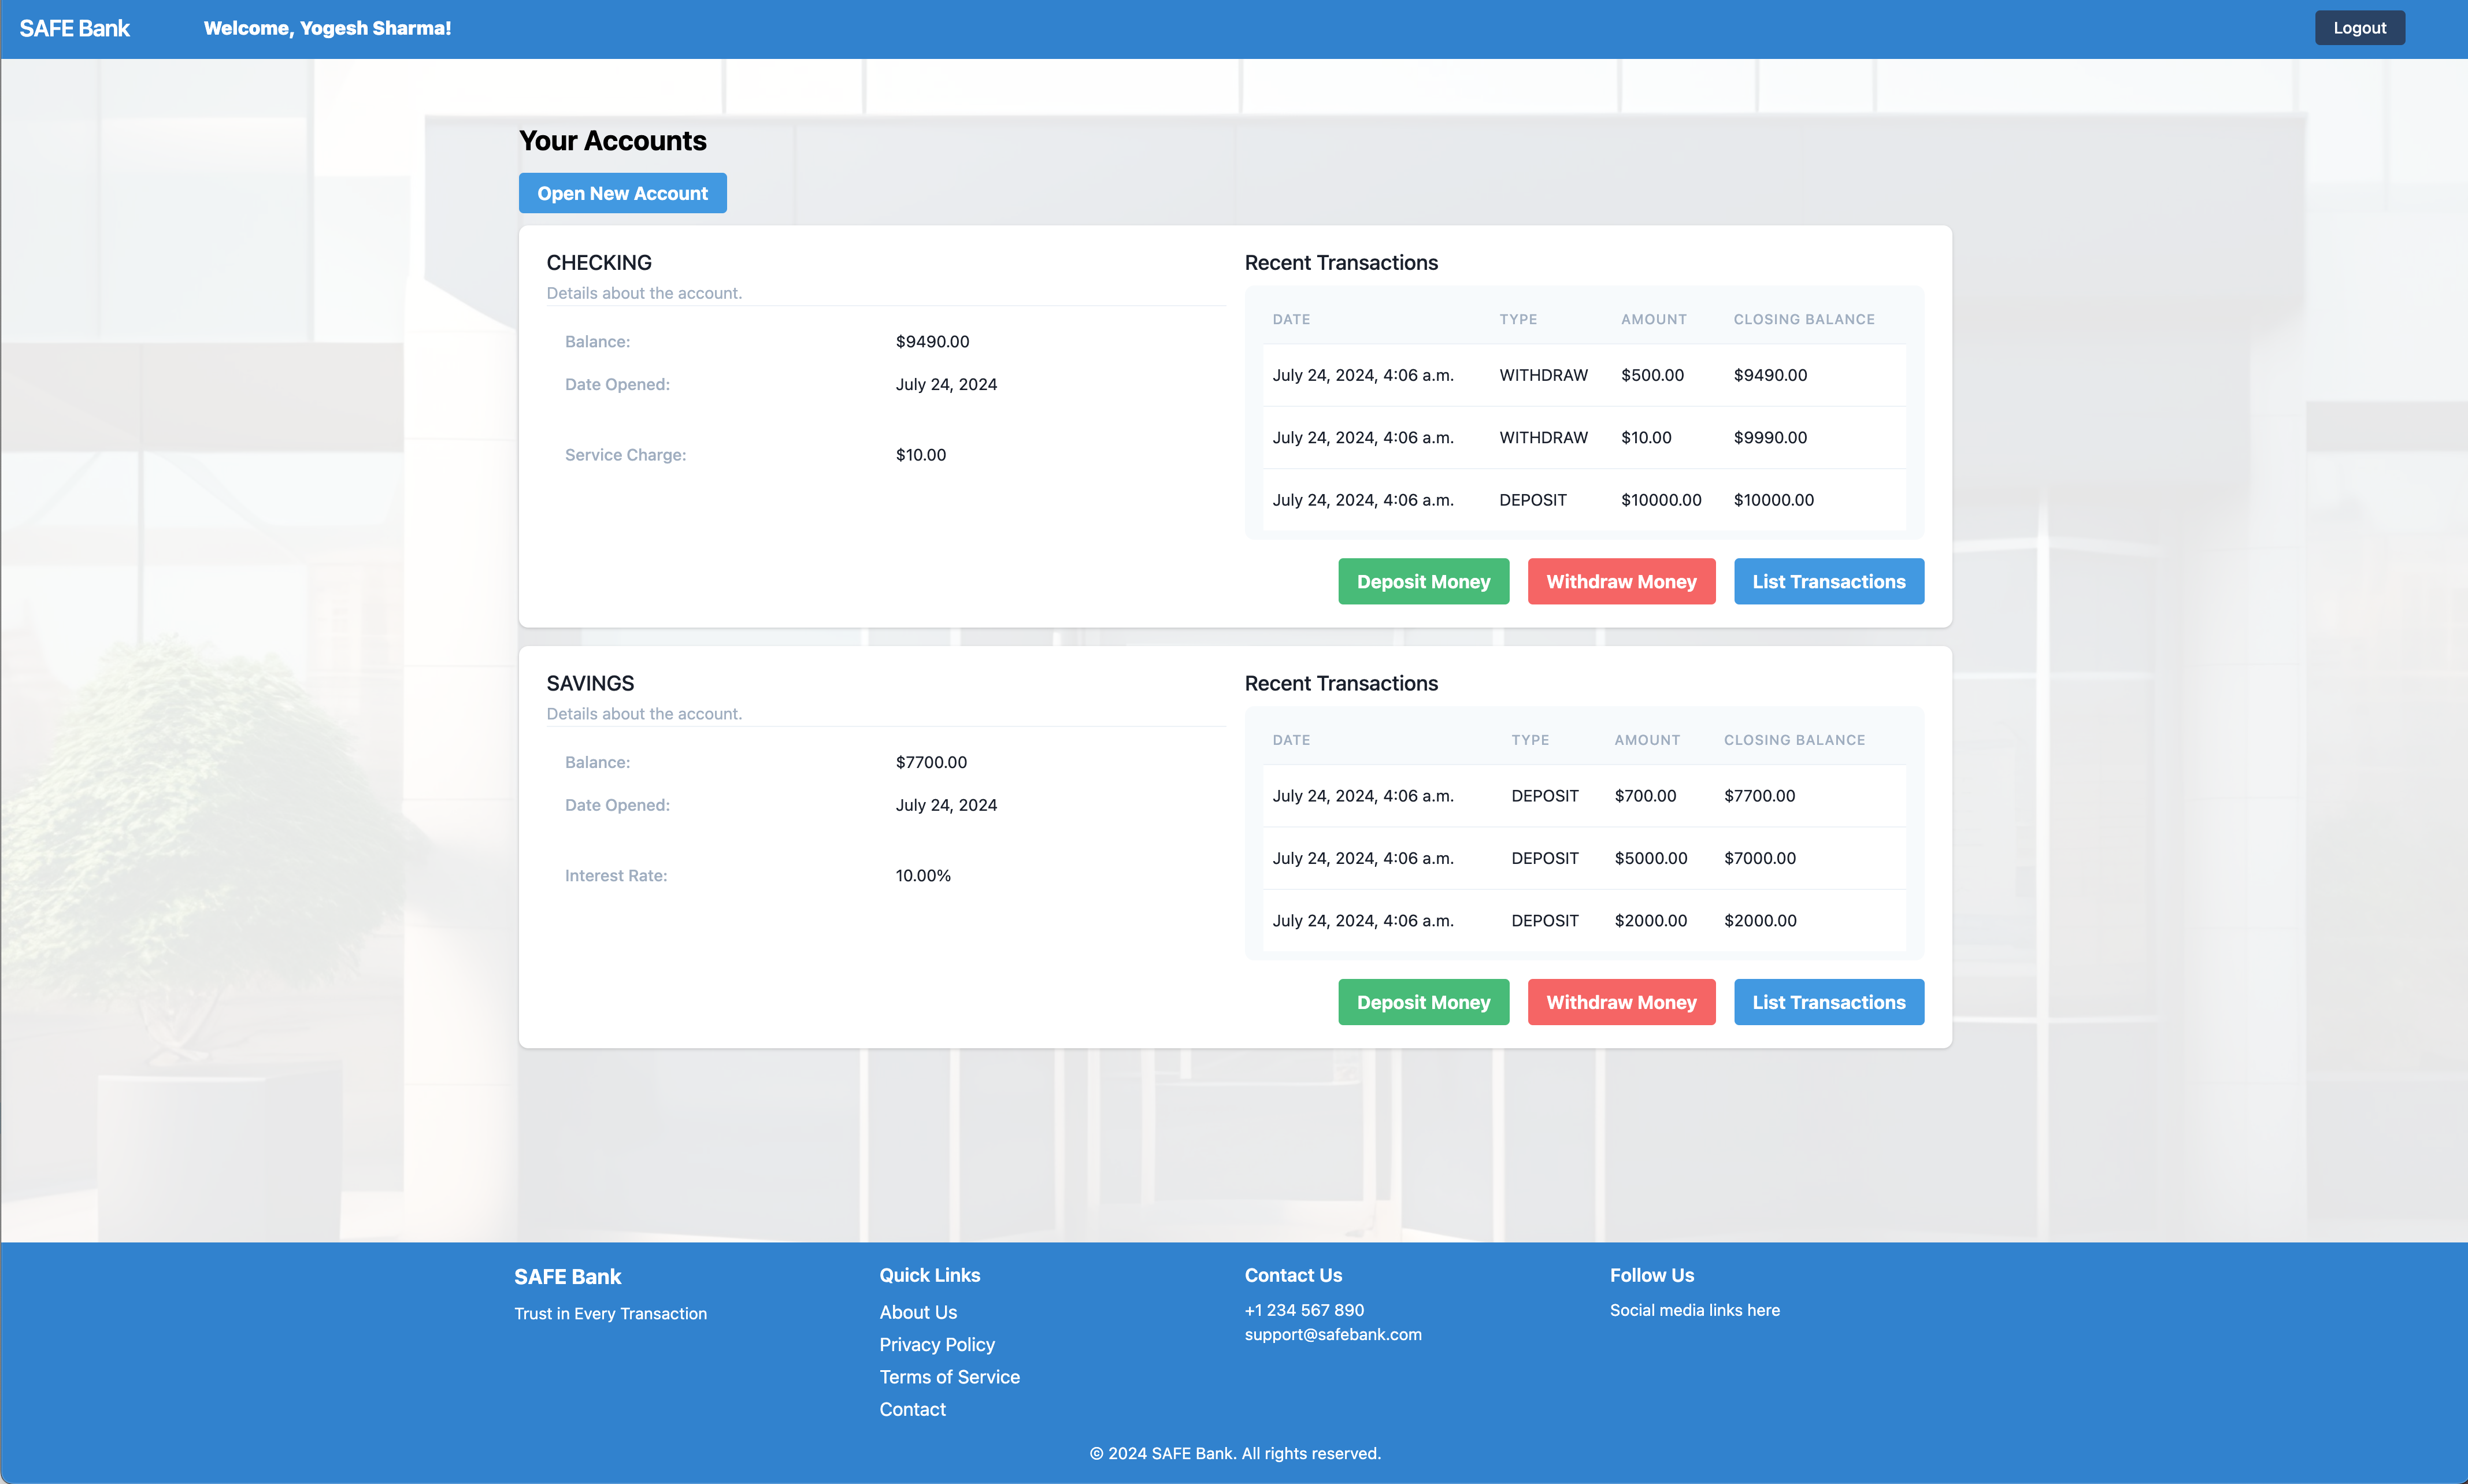 SAFE Bank
Welcome, Yogesh Sharma!
Logout
Your Accounts
Open New Account
CHECKING
Details about the account.
Balance: $9490.00
Date Opened: July 24, 2024
Service Charge: $10.00
Recent Transactions
DATE TYPE AMOUNT CLOSING BALANCE
July 24, 2024, 4:06 a.m. WITHDRAW $500.00 $9490.00
July 24, 2024, 4:06 a.m. WITHDRAW $10.00 $9990.00
July 24, 2024, 4:06 a.m. DEPOSIT $10000.00 $10000.00
Deposit Money Withdraw Money List Transactions
SAVINGS
Details about the account.
Balance: $7700.00
Date Opened: July 24, 2024
Interest Rate: 10.00%
Recent Transactions
DATE TYPE AMOUNT CLOSING BALANCE
July 24, 2024, 4:06 a.m. DEPOSIT $700.00 $7700.00
July 24, 2024, 4:06 a.m. DEPOSIT $5000.00 $7000.00
July 24, 2024, 4:06 a.m. DEPOSIT $2000.00 $2000.00
Deposit Money Withdraw Money List Transactions
SAFE Bank
Trust in Every Transaction
Quick Links
About Us
Privacy Policy
Terms of Service
Contact
Contact Us
+1 234 567 890
support@safebank.com
Follow Us
Social media links here
© 2024 SAFE Bank. All rights reserved.